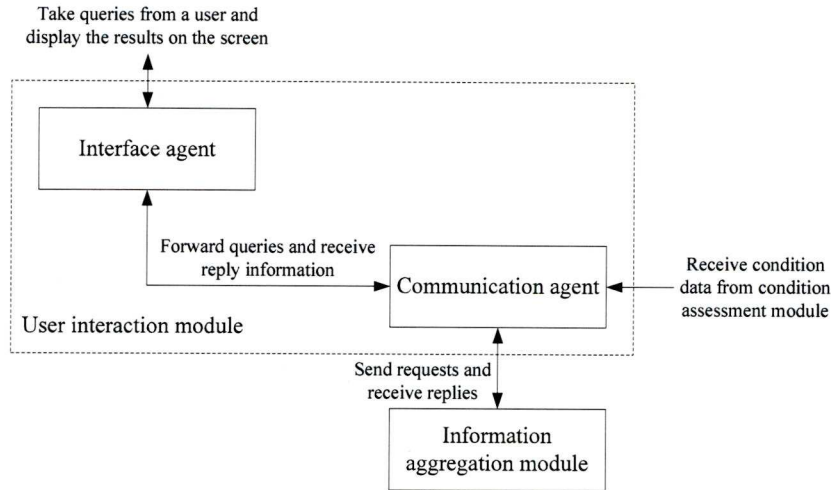 Take queries from a user and
display the results on the screen
Interface agent
Forward queries and receive
reply information
Communication agent
Receive condition
data from condition
assessment module
User interaction module
Send requests and
receive replies
Information
aggregation module